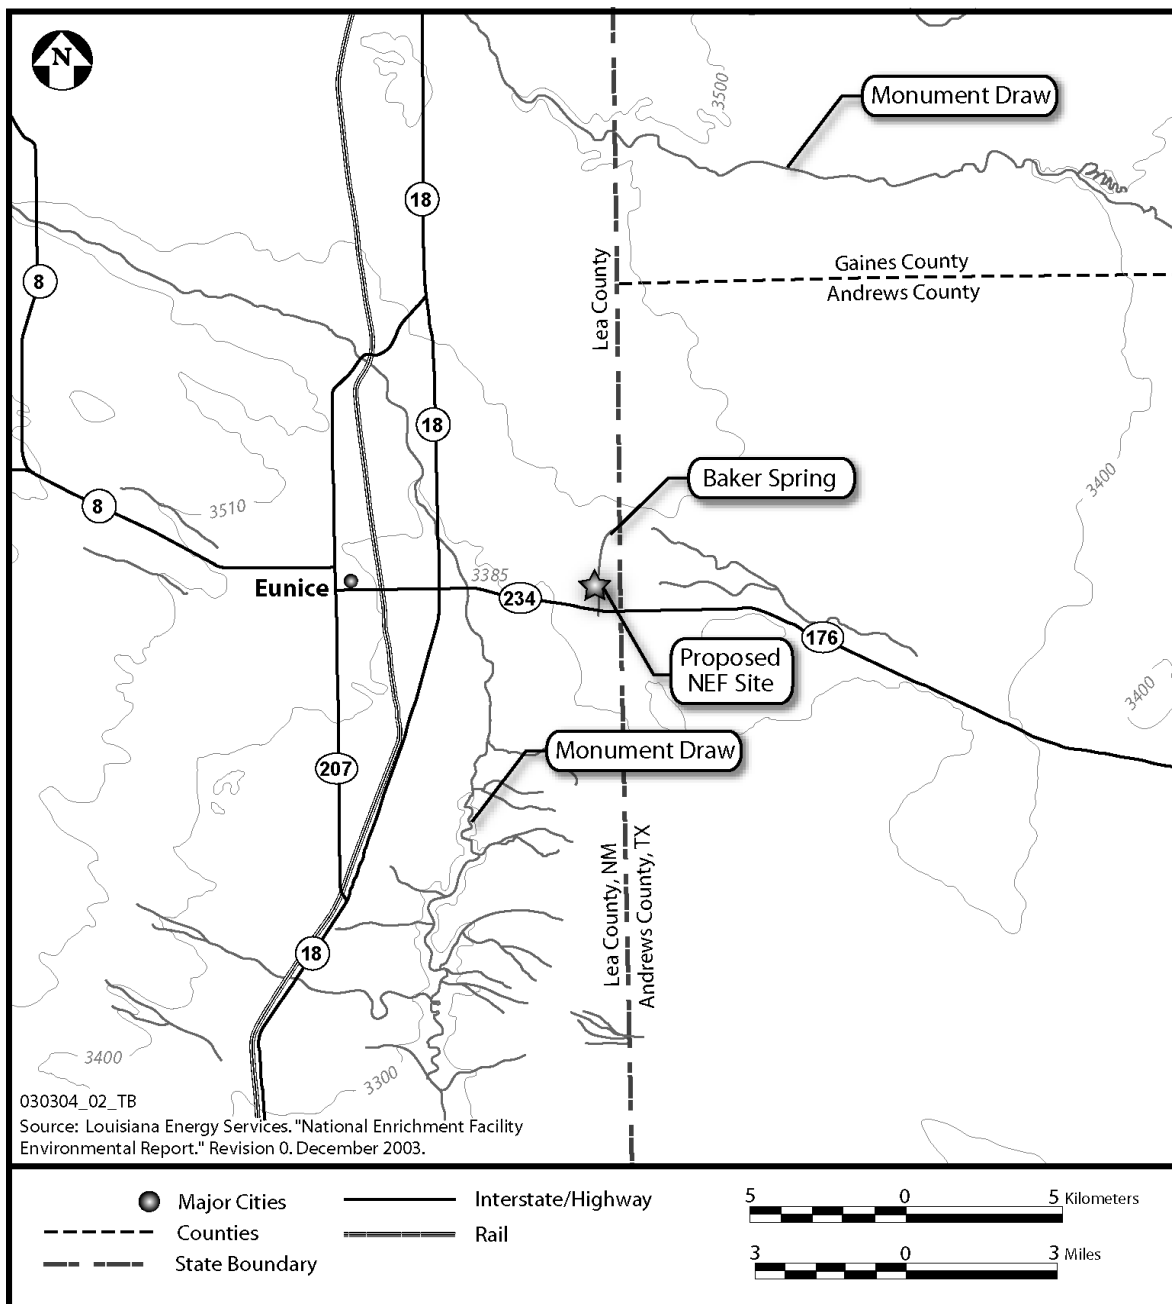 N
3500
Monument Draw
18
8
Lea County
Gaines County
Andrews County
18
Baker Spring
3400
8
3510
3385
Eunice
234
176
Proposed
NEF Site
3400
Monument Draw
207
Lea County, NM
Andrews County, TX
18
3400
3300
030304_02_TB
Source: Louisiana Energy Services. "National Enrichment Facility
Environmental Report." Revision 0. December 2003.
Major Cities
Interstate/Highway
Counties
Rail
State Boundary
5 0 5 Kilometers
3 0 3 Miles